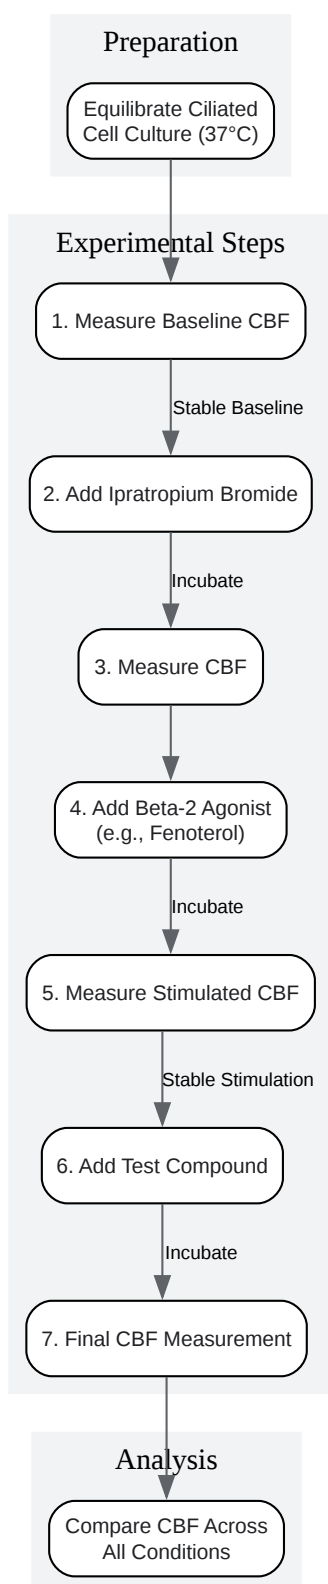 Preparation
Equilibrate Ciliated
Cell Culture (37°C)
Experimental Steps
1. Measure Baseline CBF
Stable Baseline
2. Add Ipratropium Bromide
Incubate
3. Measure CBF
4. Add Beta-2 Agonist
(e.g., Fenoterol)
Incubate
5. Measure Stimulated CBF
Stable Stimulation
6. Add Test Compound
Incubate
7. Final CBF Measurement
Analysis
Compare CBF Across
All Conditions